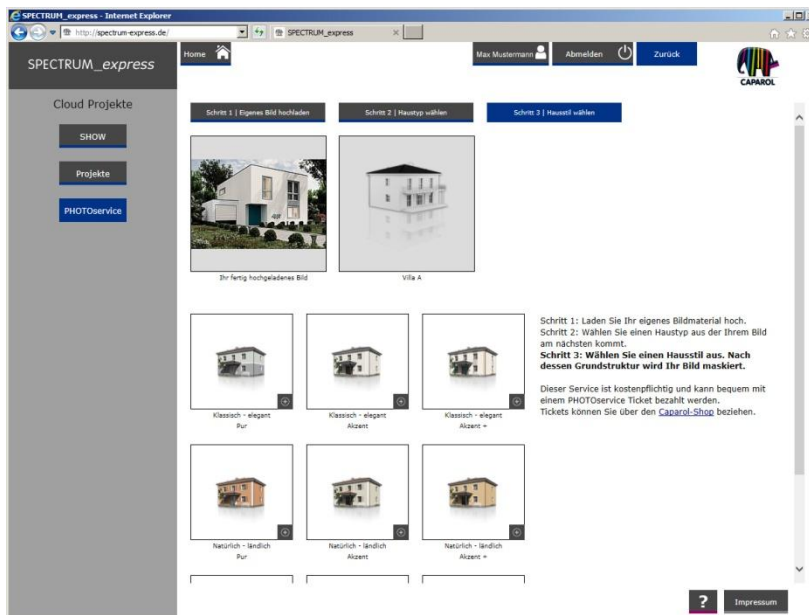 SPECTRUM_express - Internet Explorer
http://spectrum-express.de/
SPECTRUM_express
SPECTRUM_express
Home
Max Mustermann
Abmelden
Zurück
CAPAROL
Cloud Projekte
SHOW
Projekte
PHOTOservice
Schritt 1 | Eigenes Bild hochladen
Schritt 2 | Haustyp wählen
Schritt 3 | Hausstil wählen
Ihr fertig hochgeladenes Bild
Villa A
Klassisch - elegant
Pur
Klassisch - elegant
Akzent
Klassisch - elegant
Akzent +
Natürlich - ländlich
Pur
Natürlich - ländlich
Akzent
Natürlich - ländlich
Akzent +
Schritt 1: Laden Sie Ihr eigenes Bildmaterial hoch.
Schritt 2: Wählen Sie einen Haustyp aus der Ihrem Bild
am nächsten kommt.
Schritt 3: Wählen Sie einen Hausstil aus. Nach
dessen Grundstruktur wird Ihr Bild maskiert.
Dieser Service ist kostenpflichtig und kann bequem mit
einem PHOTOservice Ticket bezahlt werden.
Tickets können Sie über den Caparol-Shop beziehen.
?
Impressum